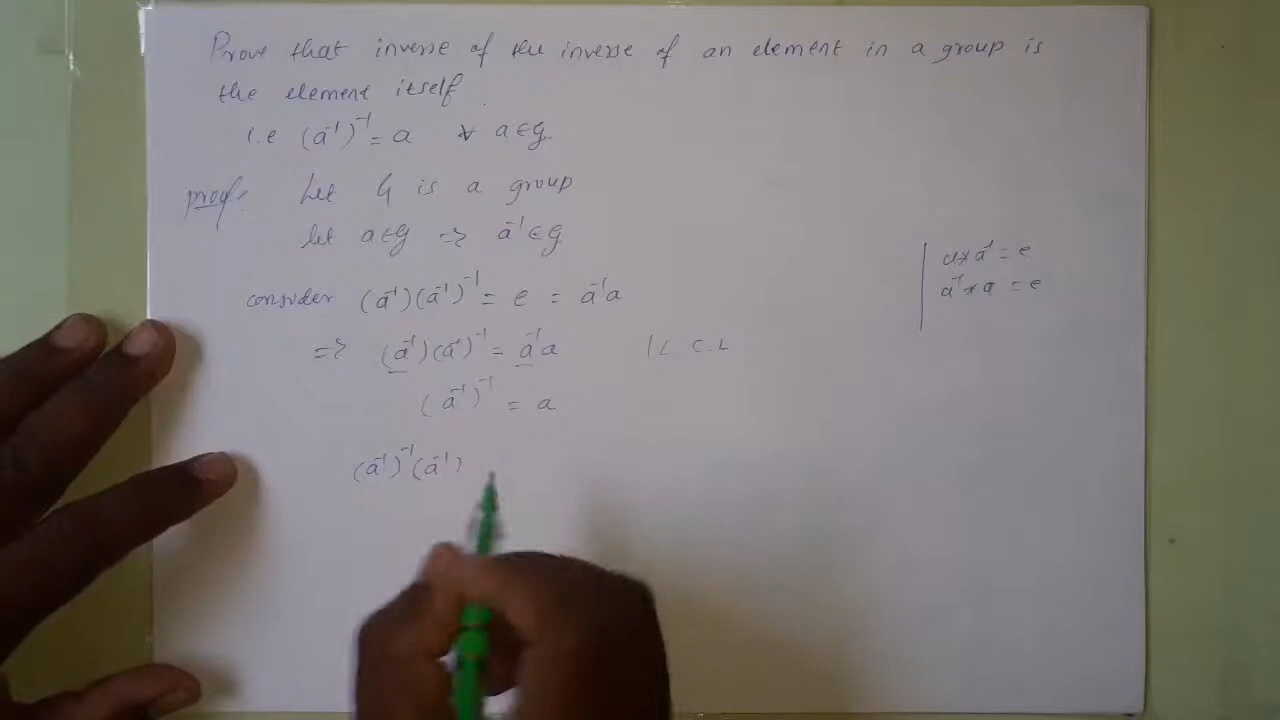 Prove that inverse of the inverse of an element in a group is
the element itself.
i.e (a⁻¹)⁻¹ = a ∀ a∈G.
proof: Let G is a group
let a∈G => a⁻¹∈G.
consider (a⁻¹)(a⁻¹)⁻¹ = e = a⁻¹a
=> (a⁻¹)(a⁻¹)⁻¹ = a⁻¹a | L C.L
(a⁻¹)⁻¹ = a
(a⁻¹)⁻¹(a⁻¹)
a*a⁻¹ = e
a⁻¹*a = e